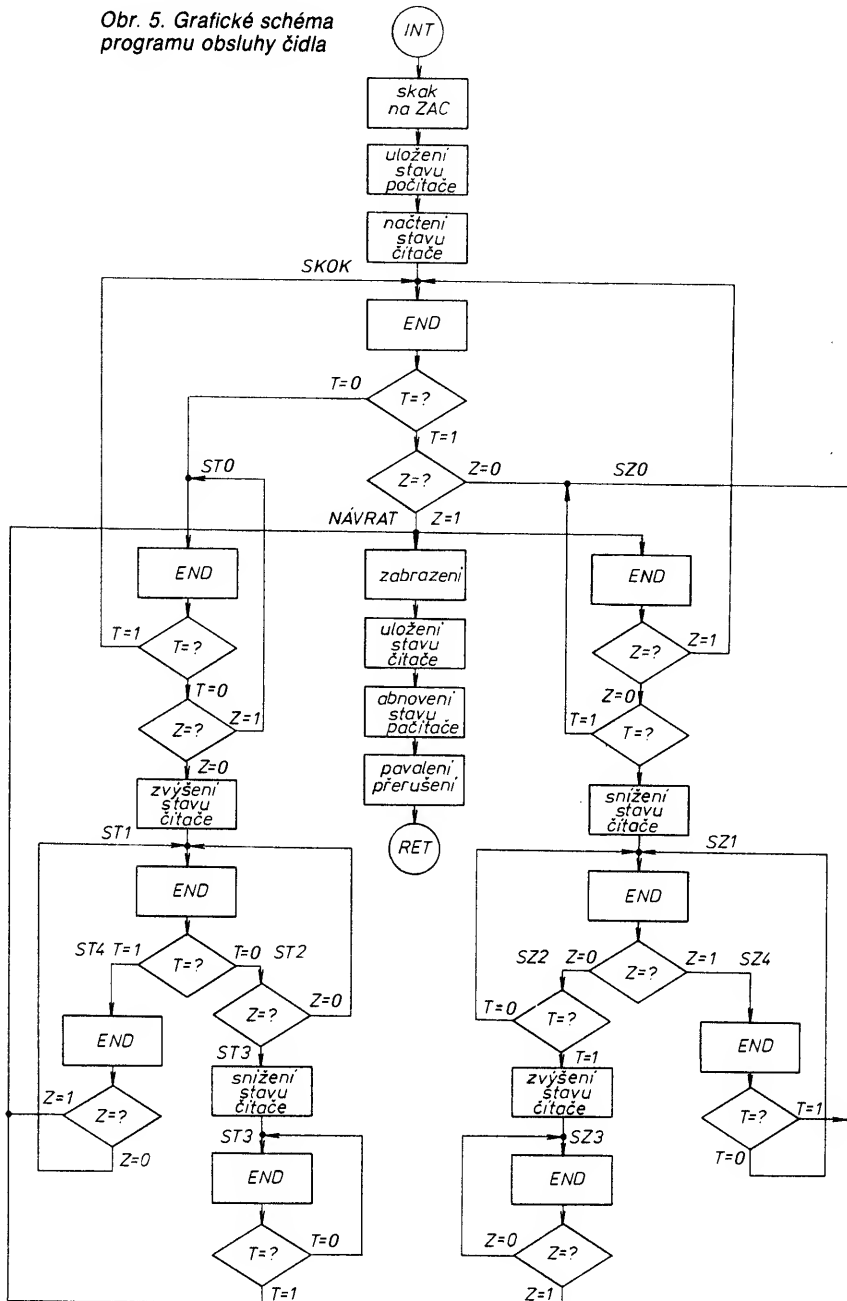 Obr. 5. Grafické schéma
programu obsluhy čidla
INT
skak
na ZAC
uložení
stavu
počítače
načtení
stavu
čítače
SKOK
END
T=0
T=?
T=1
ST0
Z=?
Z=0
SZ0
NÁVRAT
Z=1
END
zabrazení
END
T=1
T=?
T=0
uložení
stavu
čítače
Z=?
Z=1
Z=0
Z=?
Z=1
Z=0
abnovení
stavu
pačítače
T=1
T=?
zvýšení
stavu
čítače
pavalení
přerušení
snížení
stavu
čítače
ST1
RET
SZ1
END
END
ST4 T=1
T=?
T=0
ST2
SZ2
Z=0
Z=?
Z=1
SZ4
END
Z=?
Z=0
T=0
T=?
END
ST3
T=1
Z=1
Z=?
Z=0
snížení
stavu
čítače
zvýšení
stavu
čítače
T=?
T=1
T=0
ST3
SZ3
END
END
T=?
T=0
T=1
Z=0
Z=?
Z=1